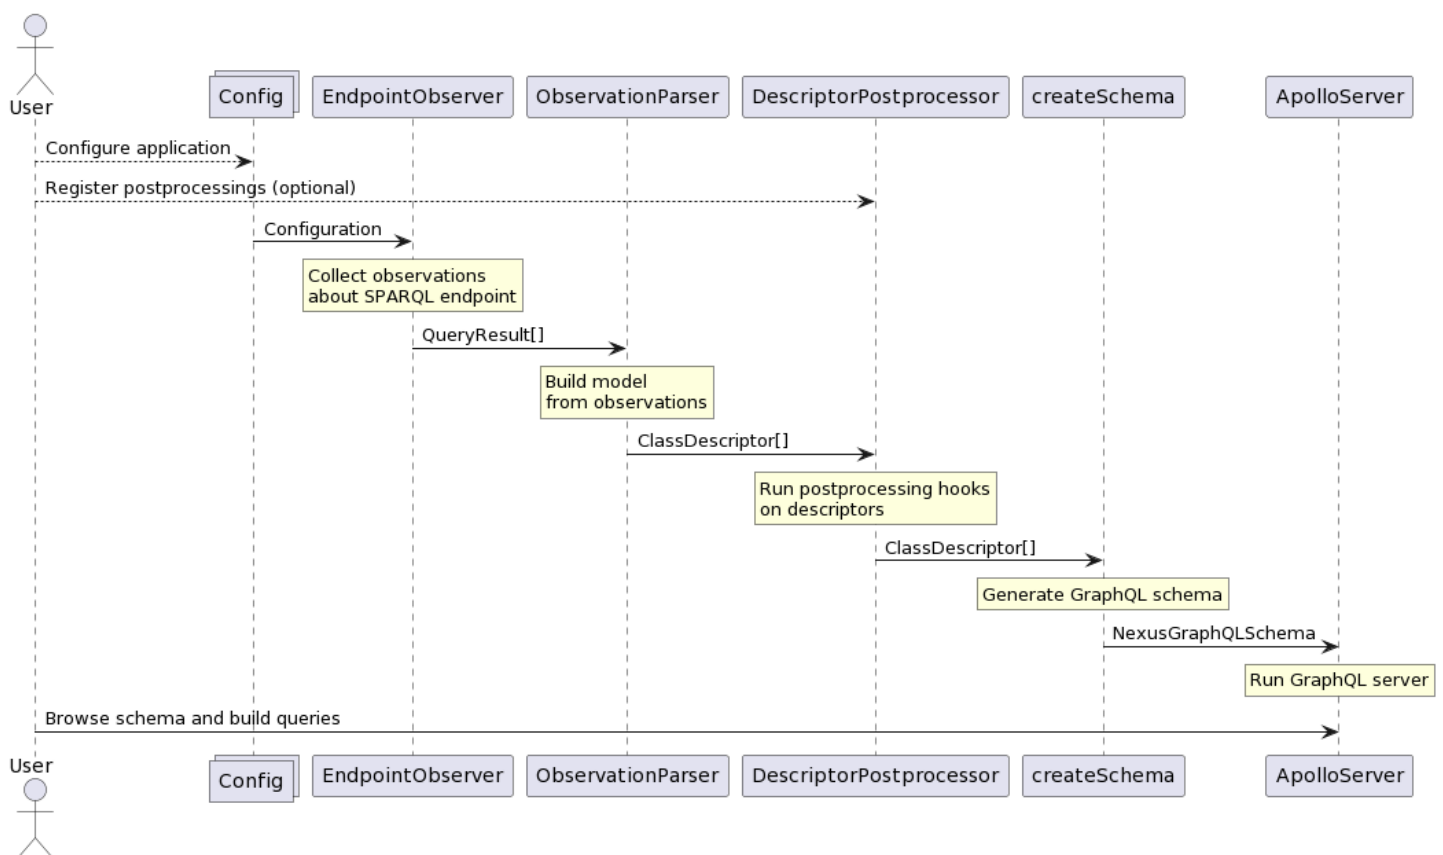 User
Config
EndpointObserver
ObservationParser
DescriptorPostprocessor
createSchema
ApolloServer
Configure application
Register postprocessings (optional)
Configuration
Collect observations
about SPARQL endpoint
QueryResult[]
Build model
from observations
ClassDescriptor[]
Run postprocessing hooks
on descriptors
ClassDescriptor[]
Generate GraphQL schema
NexusGraphQLSchema
Run GraphQL server
Browse schema and build queries
User
Config
EndpointObserver
ObservationParser
DescriptorPostprocessor
createSchema
ApolloServer